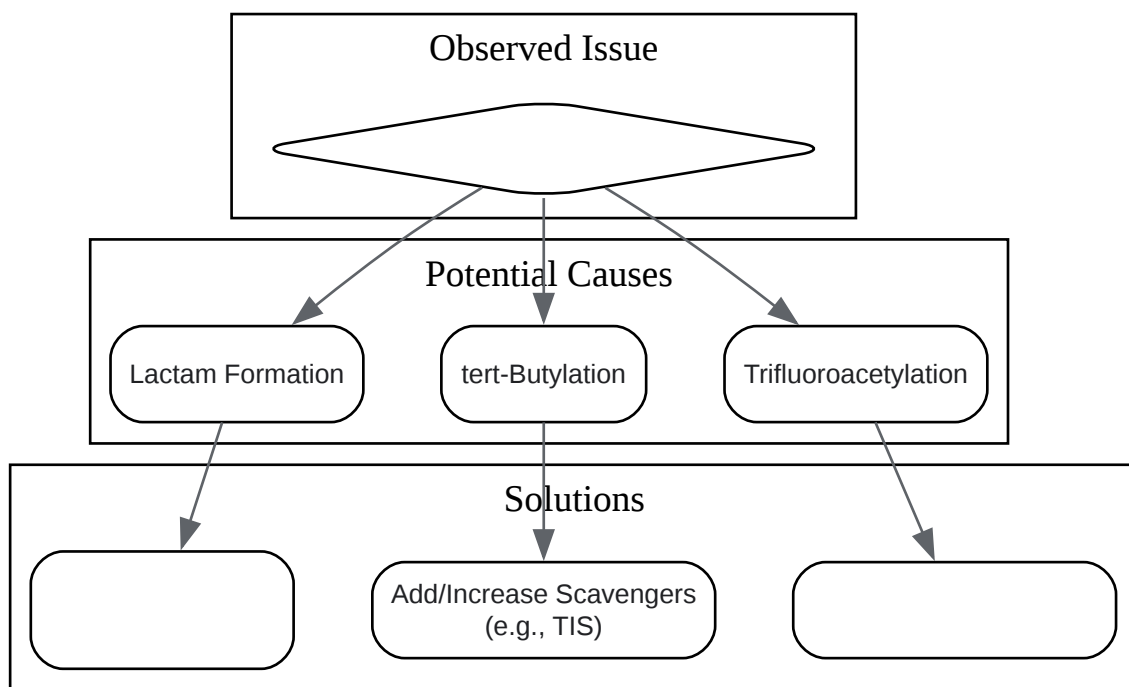 Observed Issue
Potential Causes
Lactam Formation
tert-Butylation
Trifluoroacetylation
Solutions
Add/Increase Scavengers
(e.g., TIS)